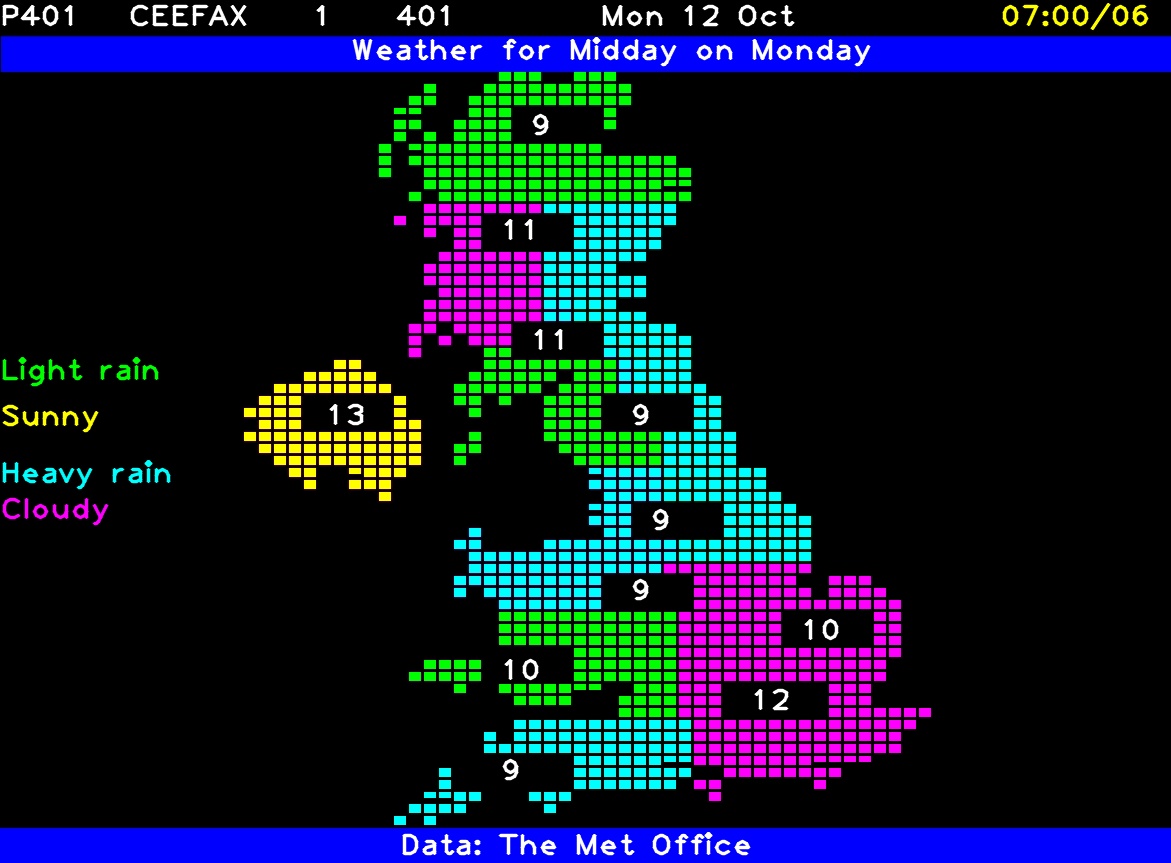 P401 CEEFAX 1 401 Mon 12 Oct 07:00/06
Weather for Midday on Monday
9
11
11
Light rain
Sunny 13 9
Heavy rain
Cloudy
9
9
10
10
12
9
Data: The Met Office